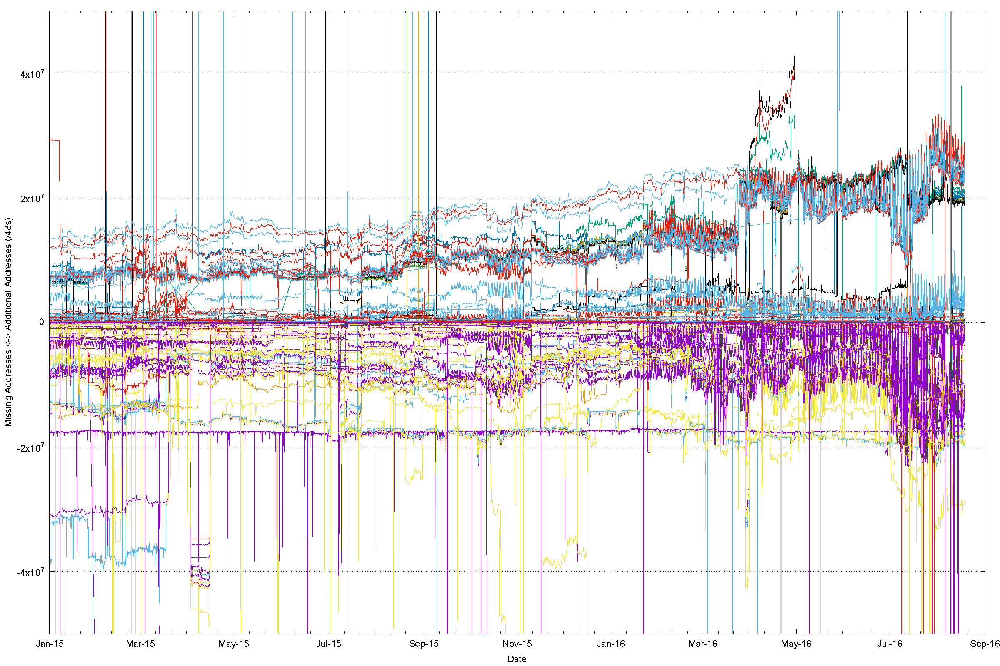 4x10⁷
2x10⁷
0
-2x10⁷
-4x10⁷
Missing Addresses <-> Additional Addresses (/48s)
Jan-15 Mar-15 May-15 Jul-15 Sep-15 Nov-15 Jan-16 Mar-16 May-16 Jul-16 Sep-16
Date